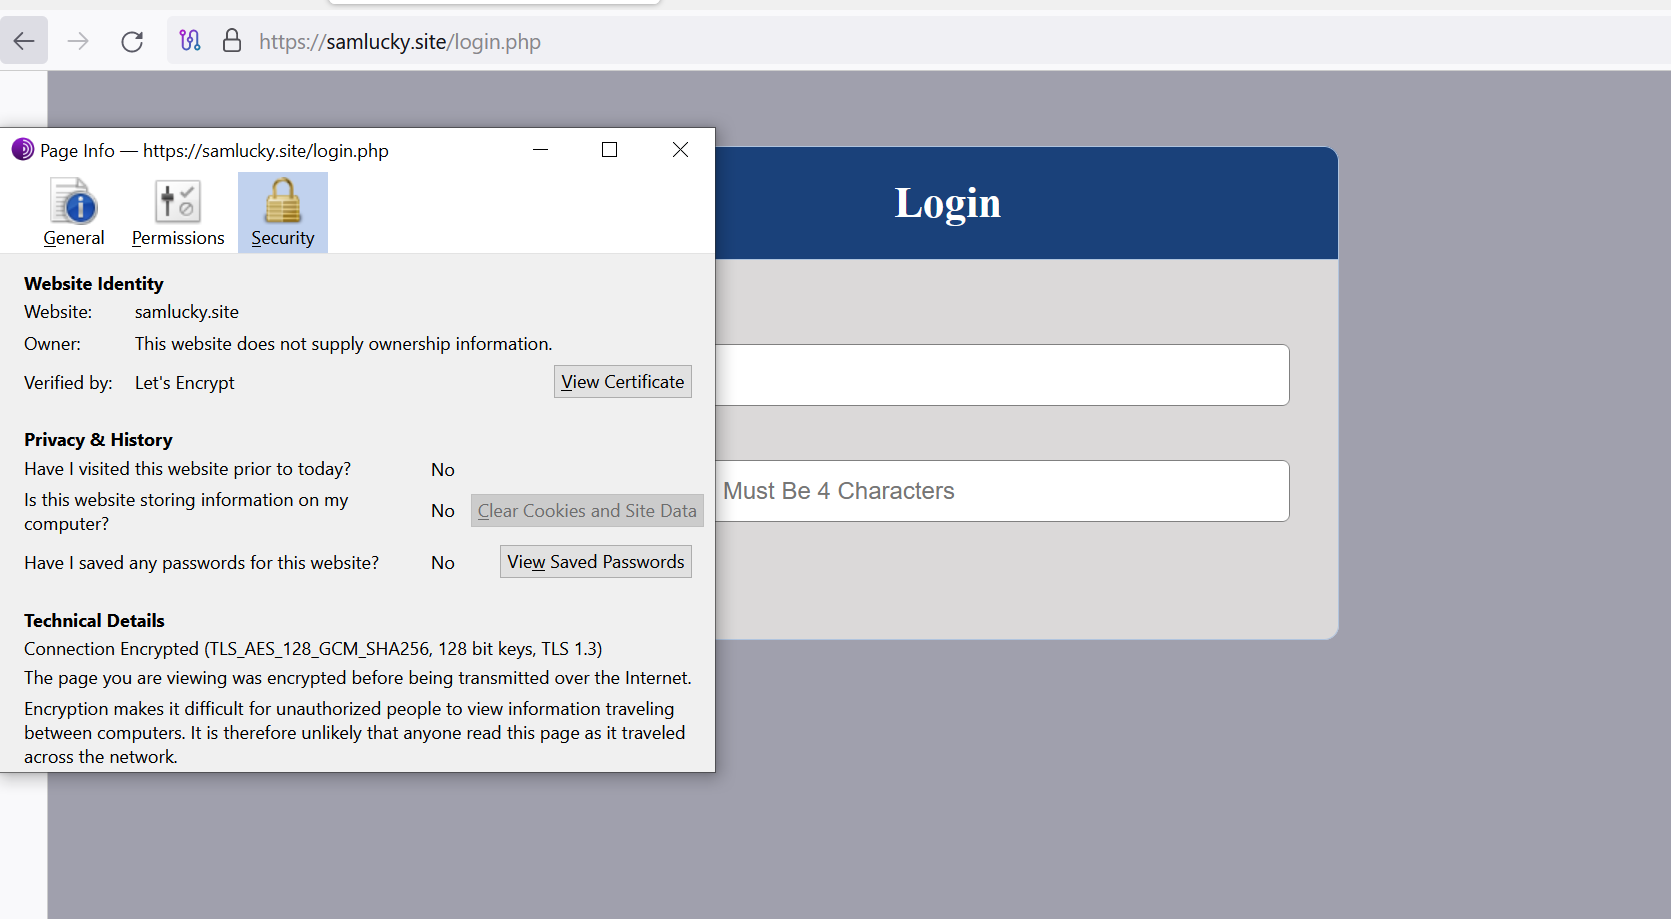 https://samlucky.site/login.php
Page Info — https://samlucky.site/login.php
General Permissions Security
Website Identity
Website: samlucky.site
Owner: This website does not supply ownership information.
Verified by: Let's Encrypt View Certificate
Privacy & History
Have I visited this website prior to today? No
Is this website storing information on my
computer? No Clear Cookies and Site Data
Have I saved any passwords for this website? No View Saved Passwords
Technical Details
Connection Encrypted (TLS_AES_128_GCM_SHA256, 128 bit keys, TLS 1.3)
The page you are viewing was encrypted before being transmitted over the Internet.
Encryption makes it difficult for unauthorized people to view information traveling
between computers. It is therefore unlikely that anyone read this page as it traveled
across the network.
Login
Must Be 4 Characters